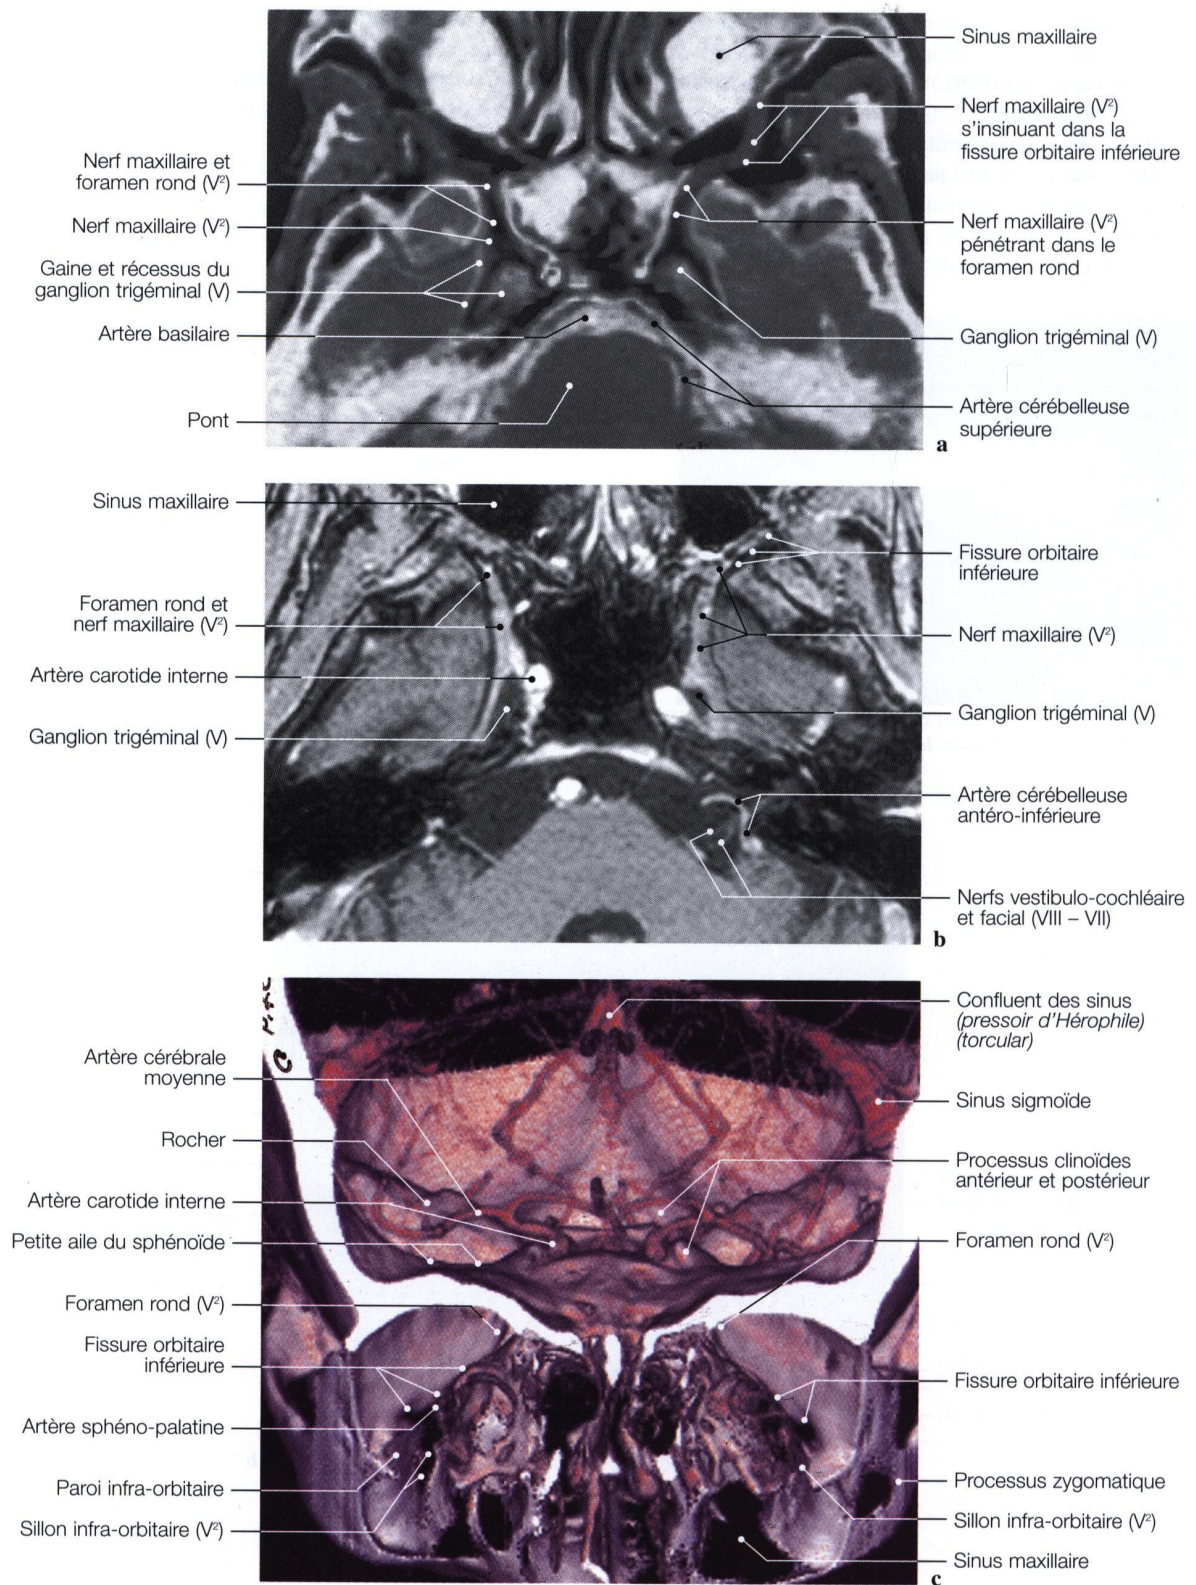 Sinus maxillaire
Nerf maxillaire (V²)
s'insinuant dans la
fissure orbitaire inférieure
Nerf maxillaire et
foramen rond (V²)
Nerf maxillaire (V²)
Nerf maxillaire (V²)
pénétrant dans le
foramen rond
Gaine et récessus du
ganglion trigéminal (V)
Artère basilaire
Ganglion trigéminal (V)
Pont
Artère cérébelleuse
supérieure
a
Sinus maxillaire
Fissure orbitaire
inférieure
Foramen rond et
nerf maxillaire (V²)
Nerf maxillaire (V²)
Artère carotide interne
Ganglion trigéminal (V)
Ganglion trigéminal (V)
Artère cérébelleuse
antéro-inférieure
Nerfs vestibulo-cochléaire
et facial (VIII – VII)
b
Confluent des sinus
(pressoir d'Hérophile)
(torcular)
Artère cérébrale
moyenne
Sinus sigmoïde
Rocher
Processus clinoïdes
antérieur et postérieur
Artère carotide interne
Petite aile du sphénoïde
Foramen rond (V²)
Foramen rond (V²)
Fissure orbitaire
inférieure
Fissure orbitaire inférieure
Artère sphéno-palatine
Paroi infra-orbitaire
Processus zygomatique
Sillon infra-orbitaire (V²)
Sillon infra-orbitaire (V²)
Sinus maxillaire
c